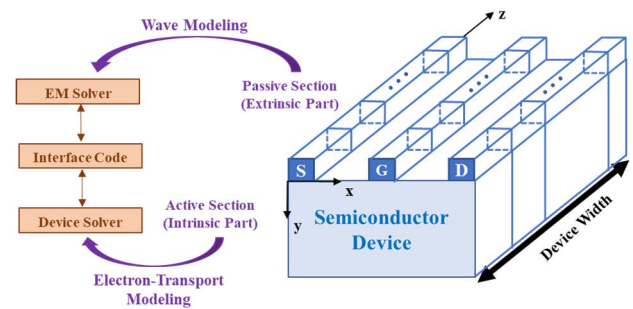 Wave Modeling
EM Solver
Interface Code
Device Solver
Passive Section
(Extrinsic Part)
Active Section
(Intrinsic Part)
Electron-Transport
Modeling
z
S
G
D
x
y
Semiconductor
Device
Device Width